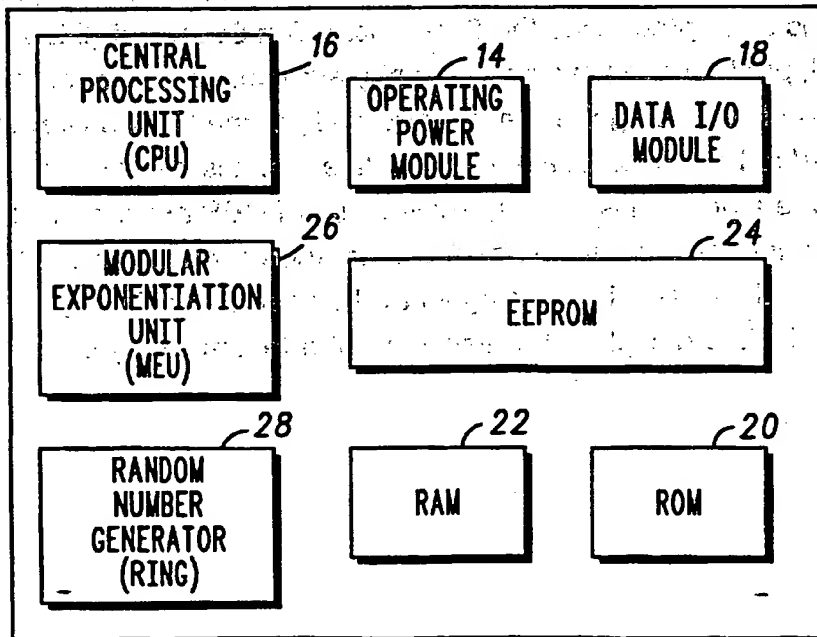 CENTRAL
PROCESSING
UNIT
(CPU)
16
OPERATING
POWER
MODULE
14
DATA I/O
MODULE
18
MODULAR
EXPONENTIATION
UNIT
(MEU)
26
EEPROM
24
RANDOM
NUMBER
GENERATOR
(RING)
28
RAM
22
ROM
20